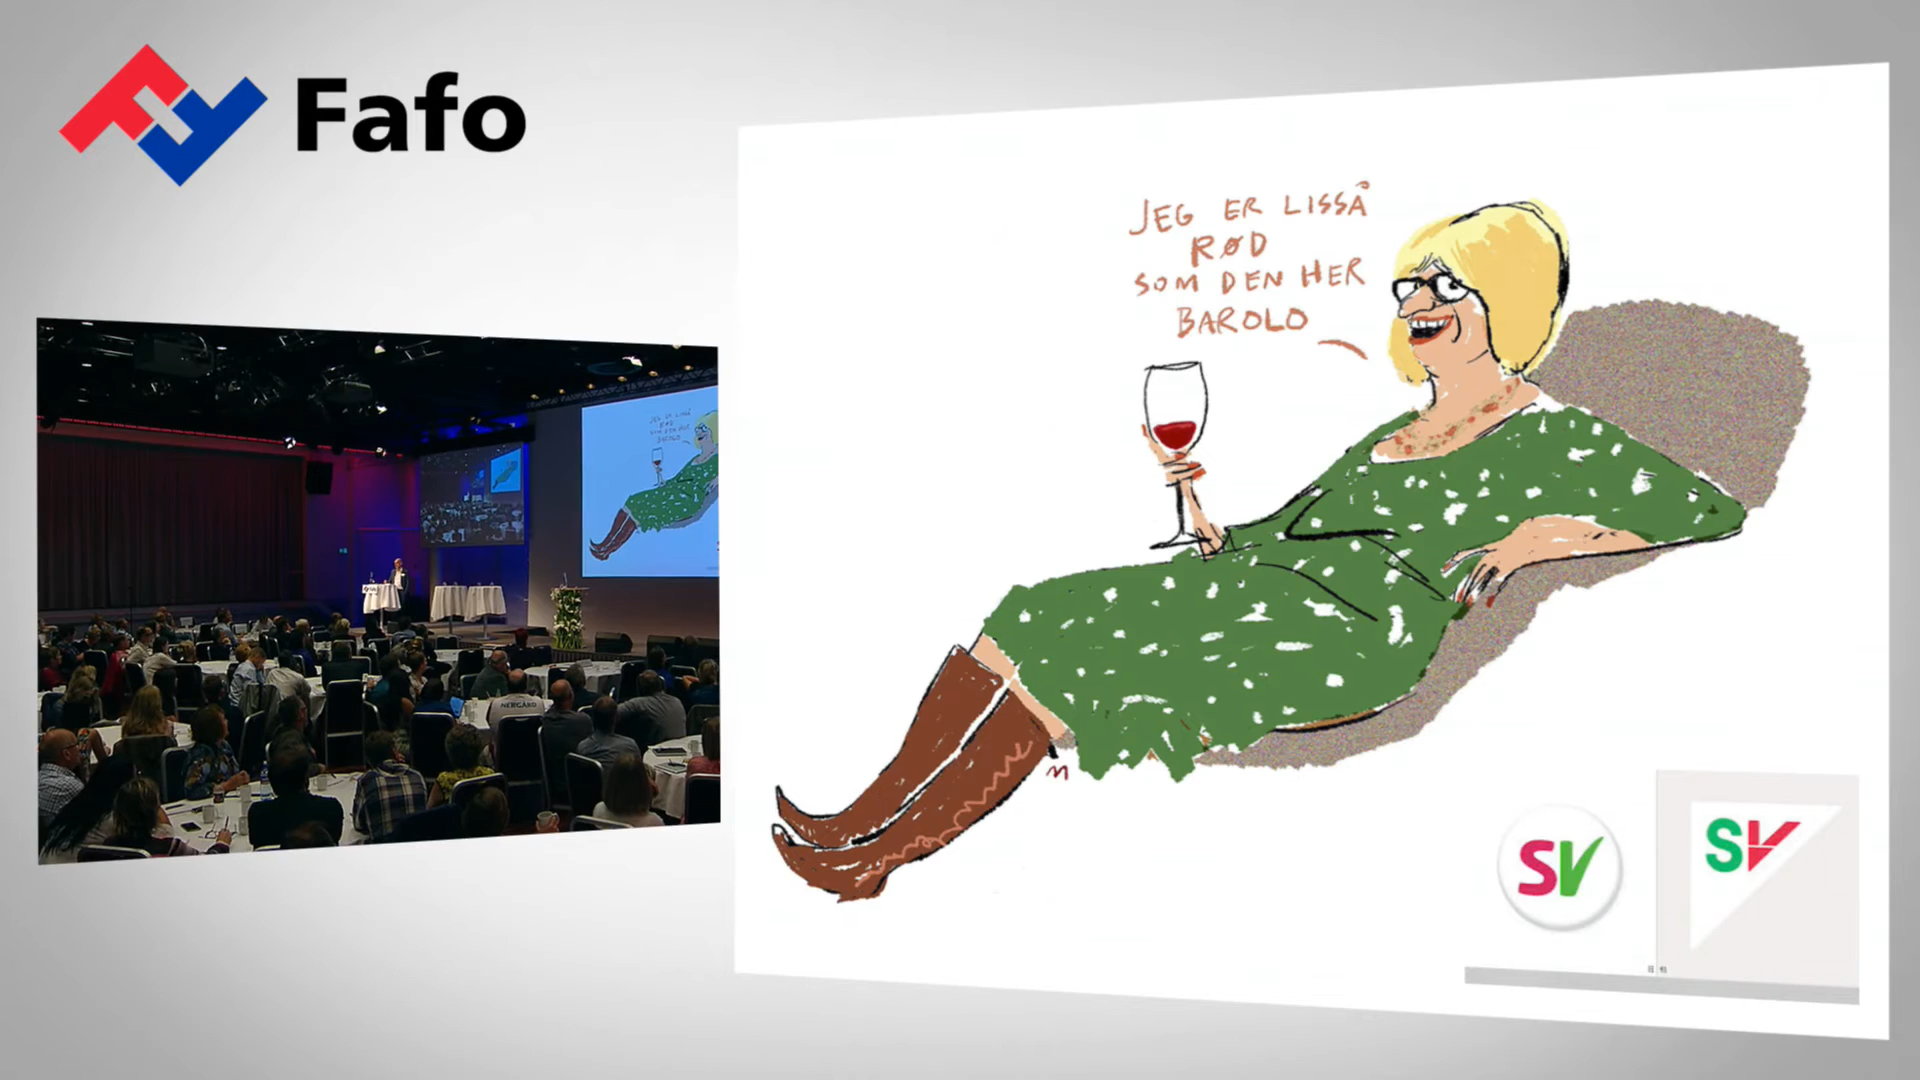 Fafo
JEG ER LISSÅ
RØD
SOM DEN HER
BAROLO
M
SV
SV
NERGÅRD